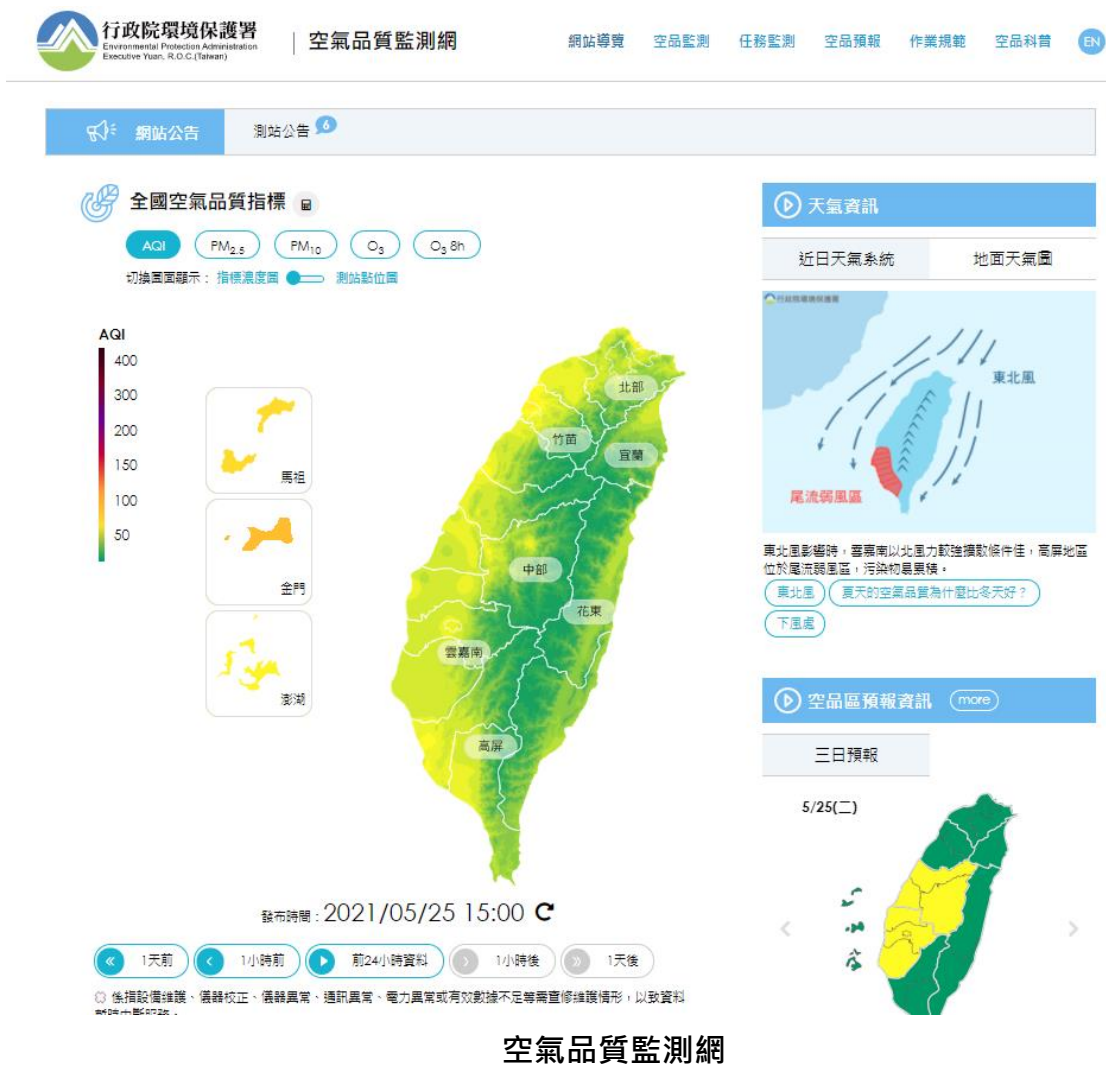 行政院環境保護署
Environmental Protection Administration
Executive Yuan, R.O.C.(Taiwan)
空氣品質監測網
網站導覽 空品監測 任務監測 空品預報 作業規範 空品科普 EN
網站公告 測站公告 6
全國空氣品質指標
AQI PM2.5 PM10 O3 O3 8h
切換圖面顯示： 指標濃度圖 測站點位圖
AQI
400
300
200
150
100
50
馬祖
金門
澎湖
北部
竹苗
宜蘭
中部
花東
雲嘉南
高屏
發布時間：2021/05/25 15:00
1天前 1小時前 前24小時資料 1小時後 1天後
係指設備維護、儀器校正、儀器異常、通訊異常、電力異常或有效數據不足等需查修維護情形，以致資料
暫時中斷服務。
天氣資訊
近日天氣系統 地面天氣圖
行政院環境保護署
東北風
尾流弱風區
東北風影響時，雲嘉南以北風力較強擴散條件佳，高屏地區
位於尾流弱風區，污染物易累積。
東北風 夏天的空氣品質為什麼比冬天好？
下風處
空品區預報資訊 more
三日預報
5/25(二)
空氣品質監測網